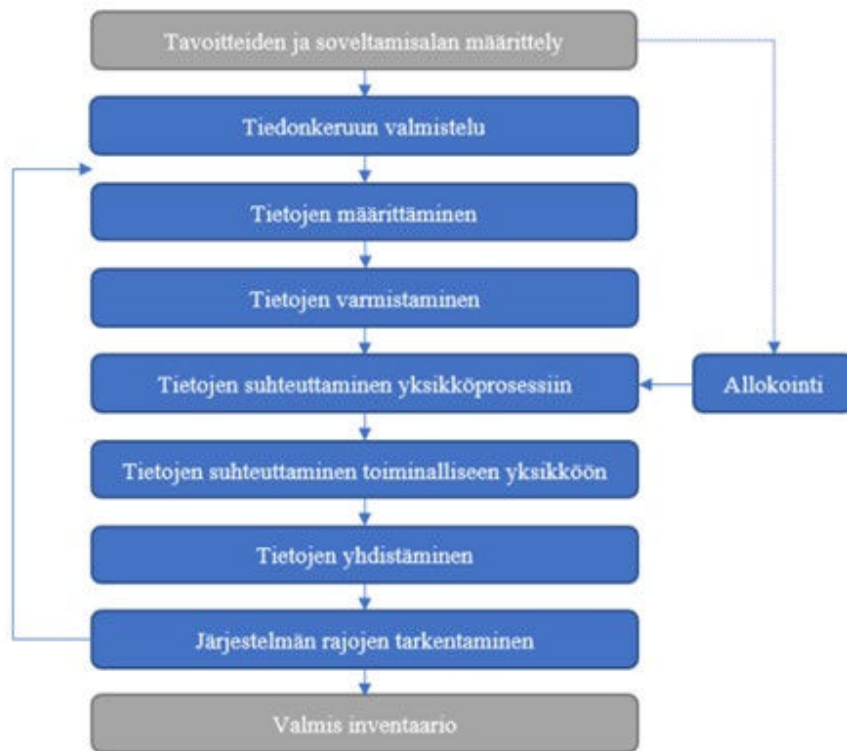 Tavoitteiden ja soveltamisalan määrittely
Tiedonkeruun valmistelu
Tietojen määrittäminen
Tietojen varmistaminen
Tietojen suhteuttaminen yksikköprosessiin
Allokointi
Tietojen suhteuttaminen toiminalliseen yksikköön
Tietojen yhdistäminen
Järjestelmän rajojen tarkentaminen
Valmis inventaario